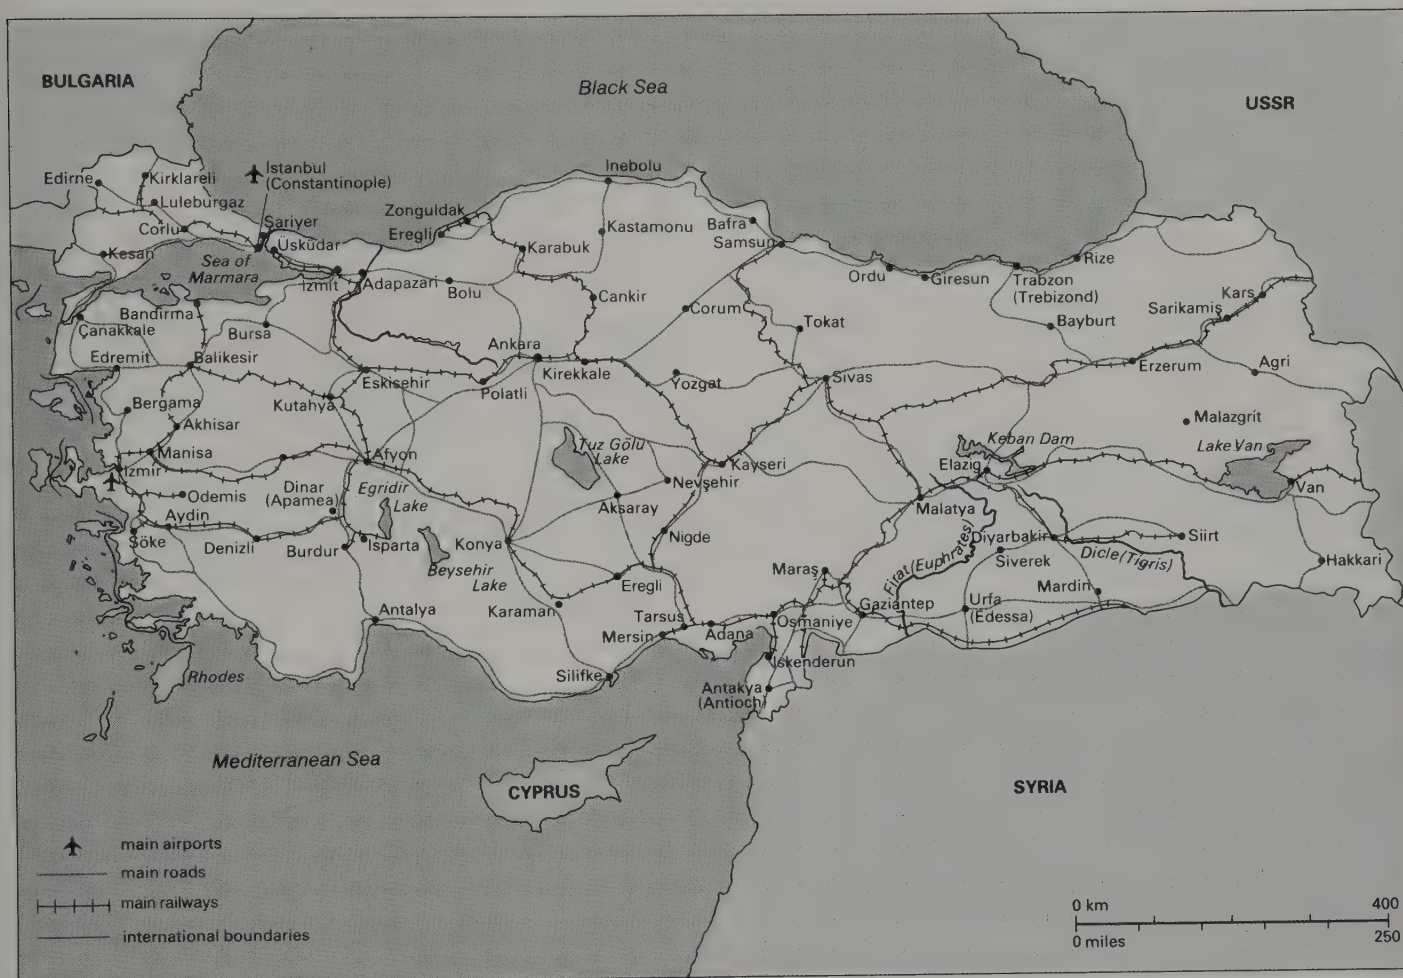 BULGARIA
Black Sea
USSR
Istanbul
(Constantinople)
Edirne
Kirklareli
Luleburgaz
Corlu
Sariyer
Üsküdar
Kesan
Sea of
Marmara
Izmit
Adapazari
Zonguldak
Eregli
Bolu
Karabuk
Inebolu
Kastamonu
Bafra
Samsun
Ordu
Giresun
Trabzon
(Trebizond)
Rize
Kars
Sarikamiş
Bandirma
Çanakkale
Bursa
Cankir
Corum
Tokat
Bayburt
Edremit
Balikesir
Ankara
Kirekkale
Eskisehir
Polatli
Yozgat
Sivas
Erzerum
Agri
Bergama
Kutahya
Akhisar
Malazgrit
Manisa
Afyon
Tuz Gölu
Lake
Keban Dam
Lake Van
Izmir
Kayseri
Elazig
Van
Odemis
Dinar
(Apamea)
Egridir
Lake
Nevşehir
Aksaray
Malatya
Aydin
Söke
Denizli
Burdur
Isparta
Beysehir
Lake
Konya
Nigde
Firat (Euphrates)
Diyarbakir
Siverek
Dicle (Tigris)
Siirt
Hakkari
Maraş
Mardin
Antalya
Karaman
Eregli
Tarsus
Mersin
Adana
Osmaniye
Gaziantep
Urfa
(Edessa)
Rhodes
Silifke
Iskenderun
Antakya
(Antioch)
Mediterranean Sea
CYPRUS
SYRIA
main airports
main roads
main railways
international boundaries
0 km 400
0 miles 250